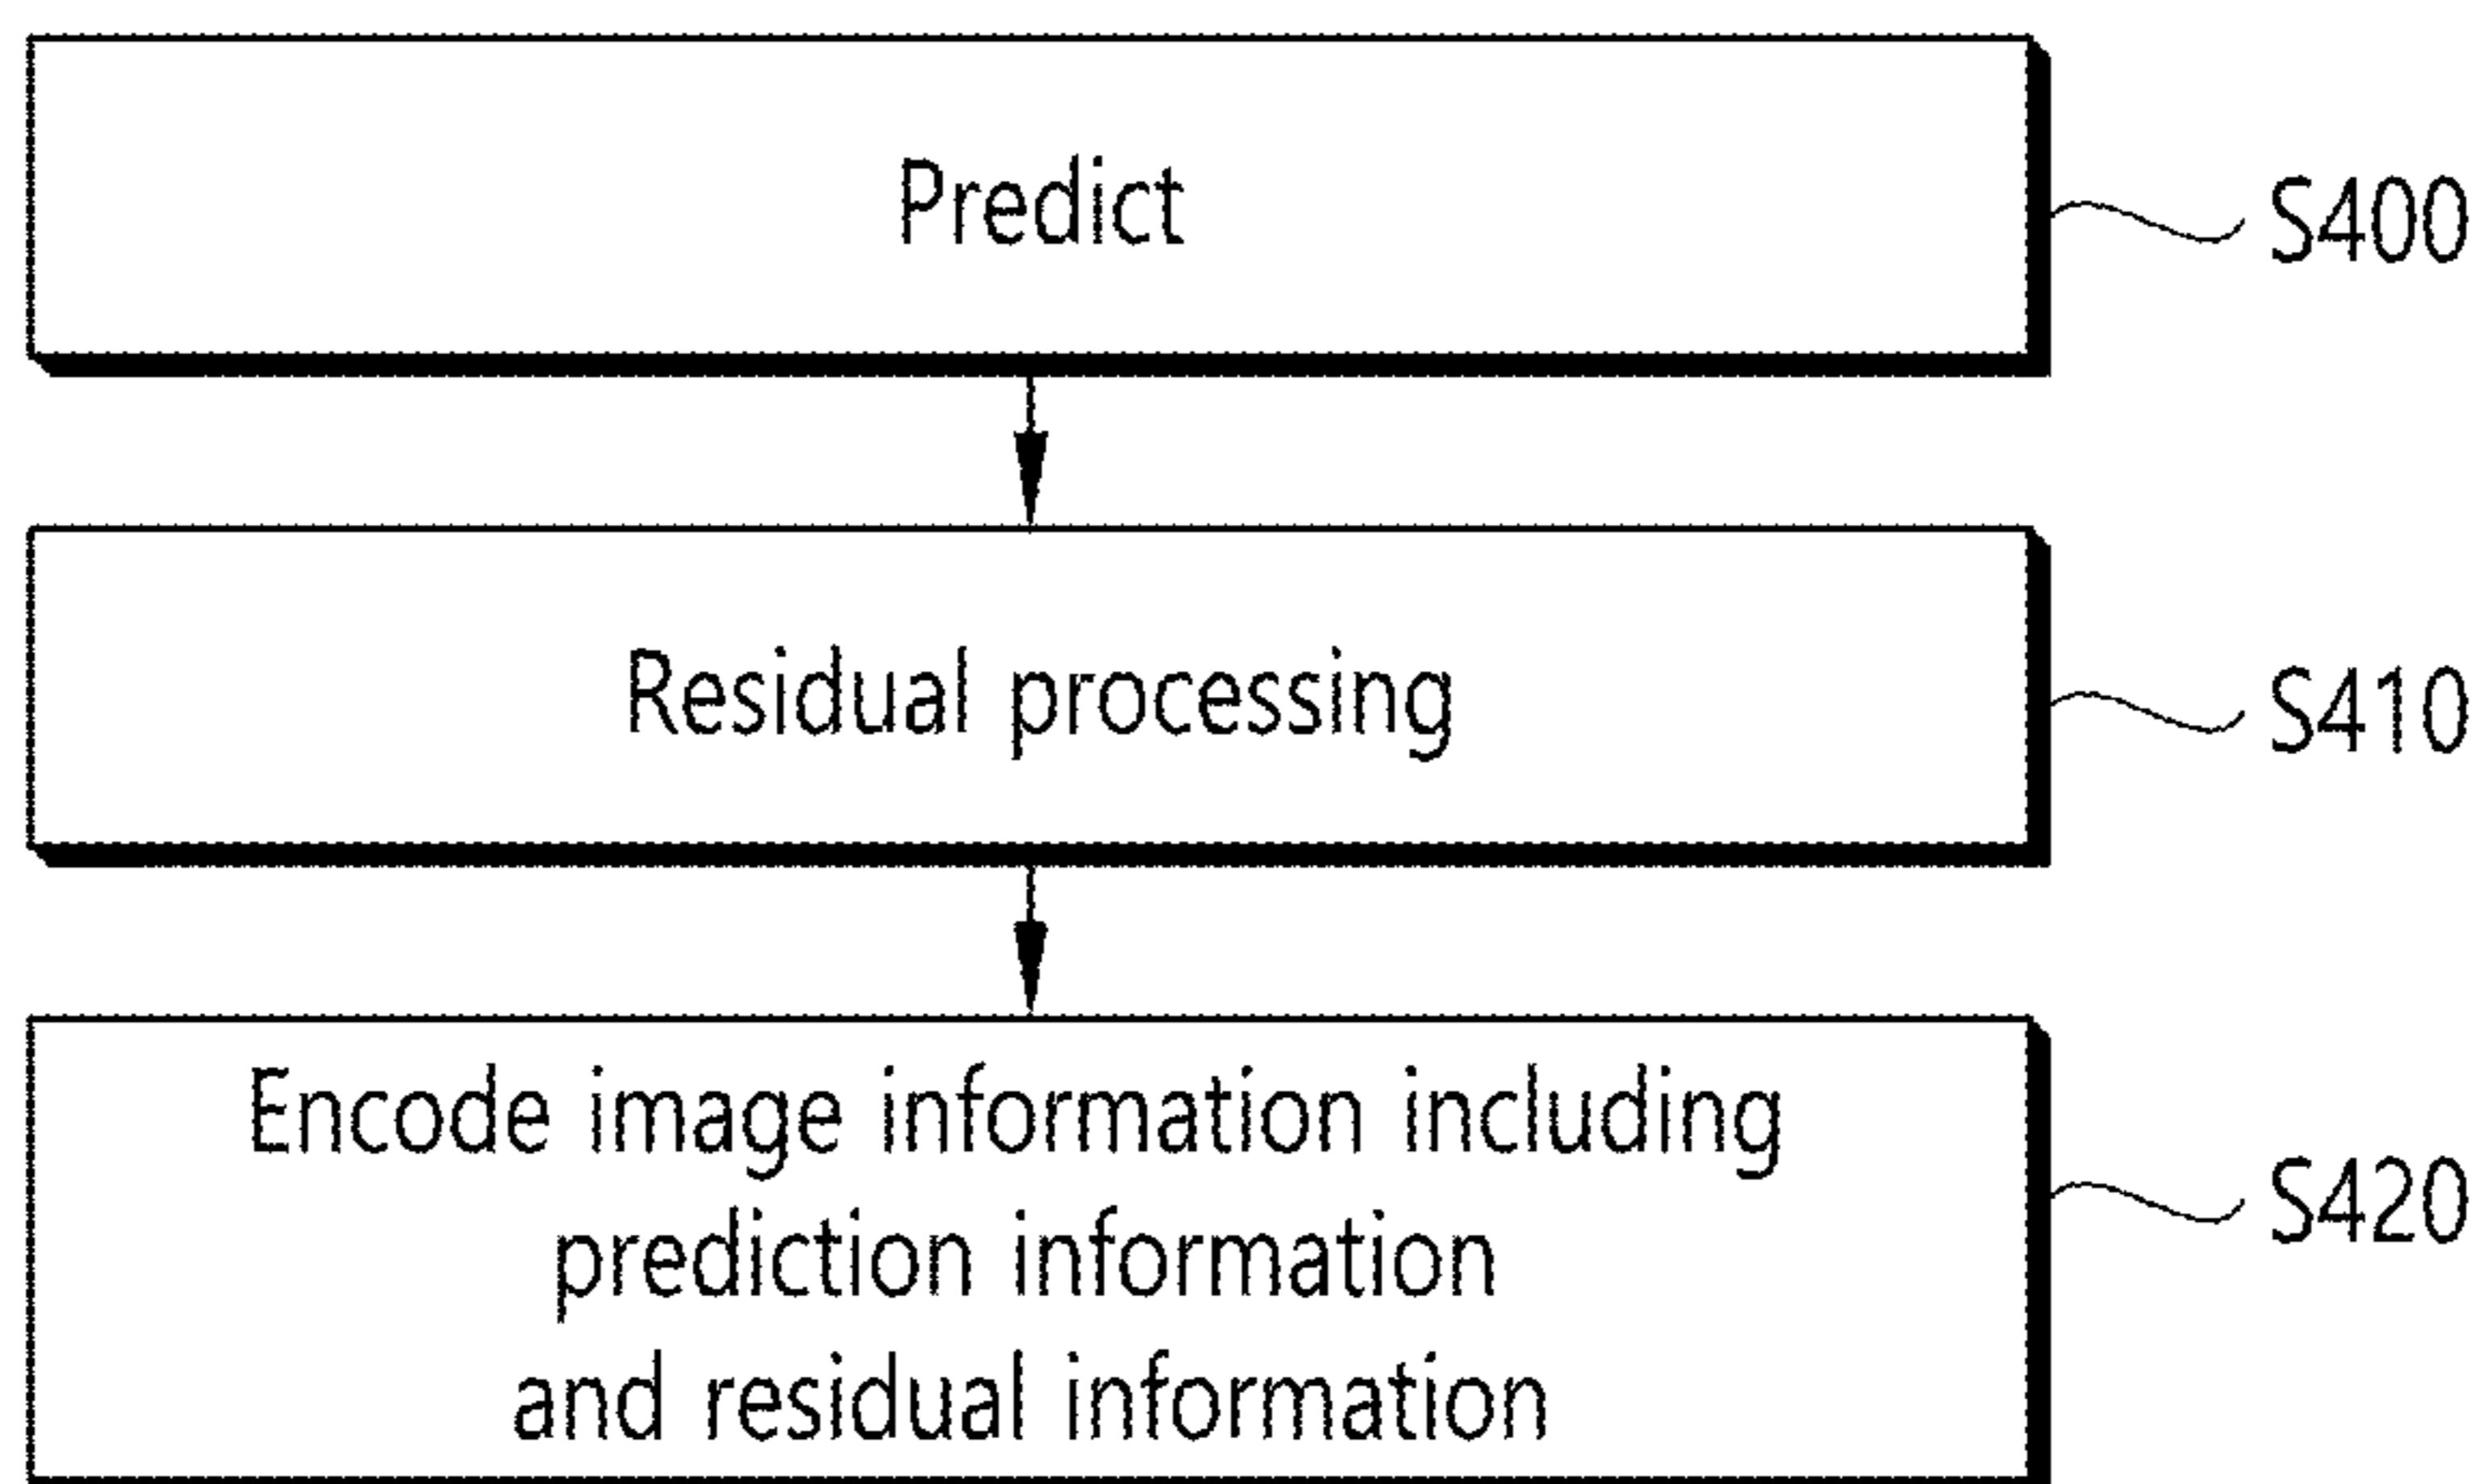 Predict
S400
Residual processing
S410
Encode image information including
prediction information
and residual information
S420